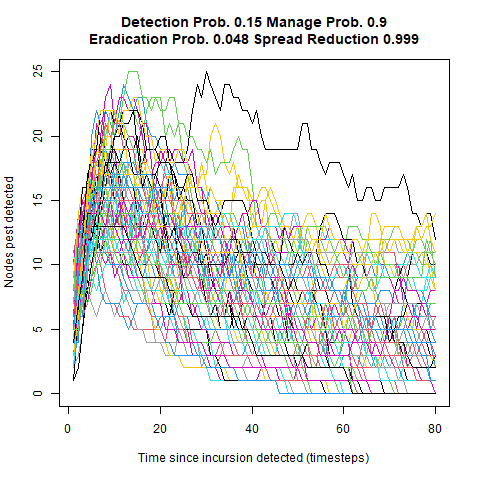 Detection Prob. 0.15 Manage Prob. 0.9
Eradication Prob. 0.048 Spread Reduction 0.999
25
20
15
10
5
0
Nodes pest detected
0 20 40 60 80
Time since incursion detected (timesteps)